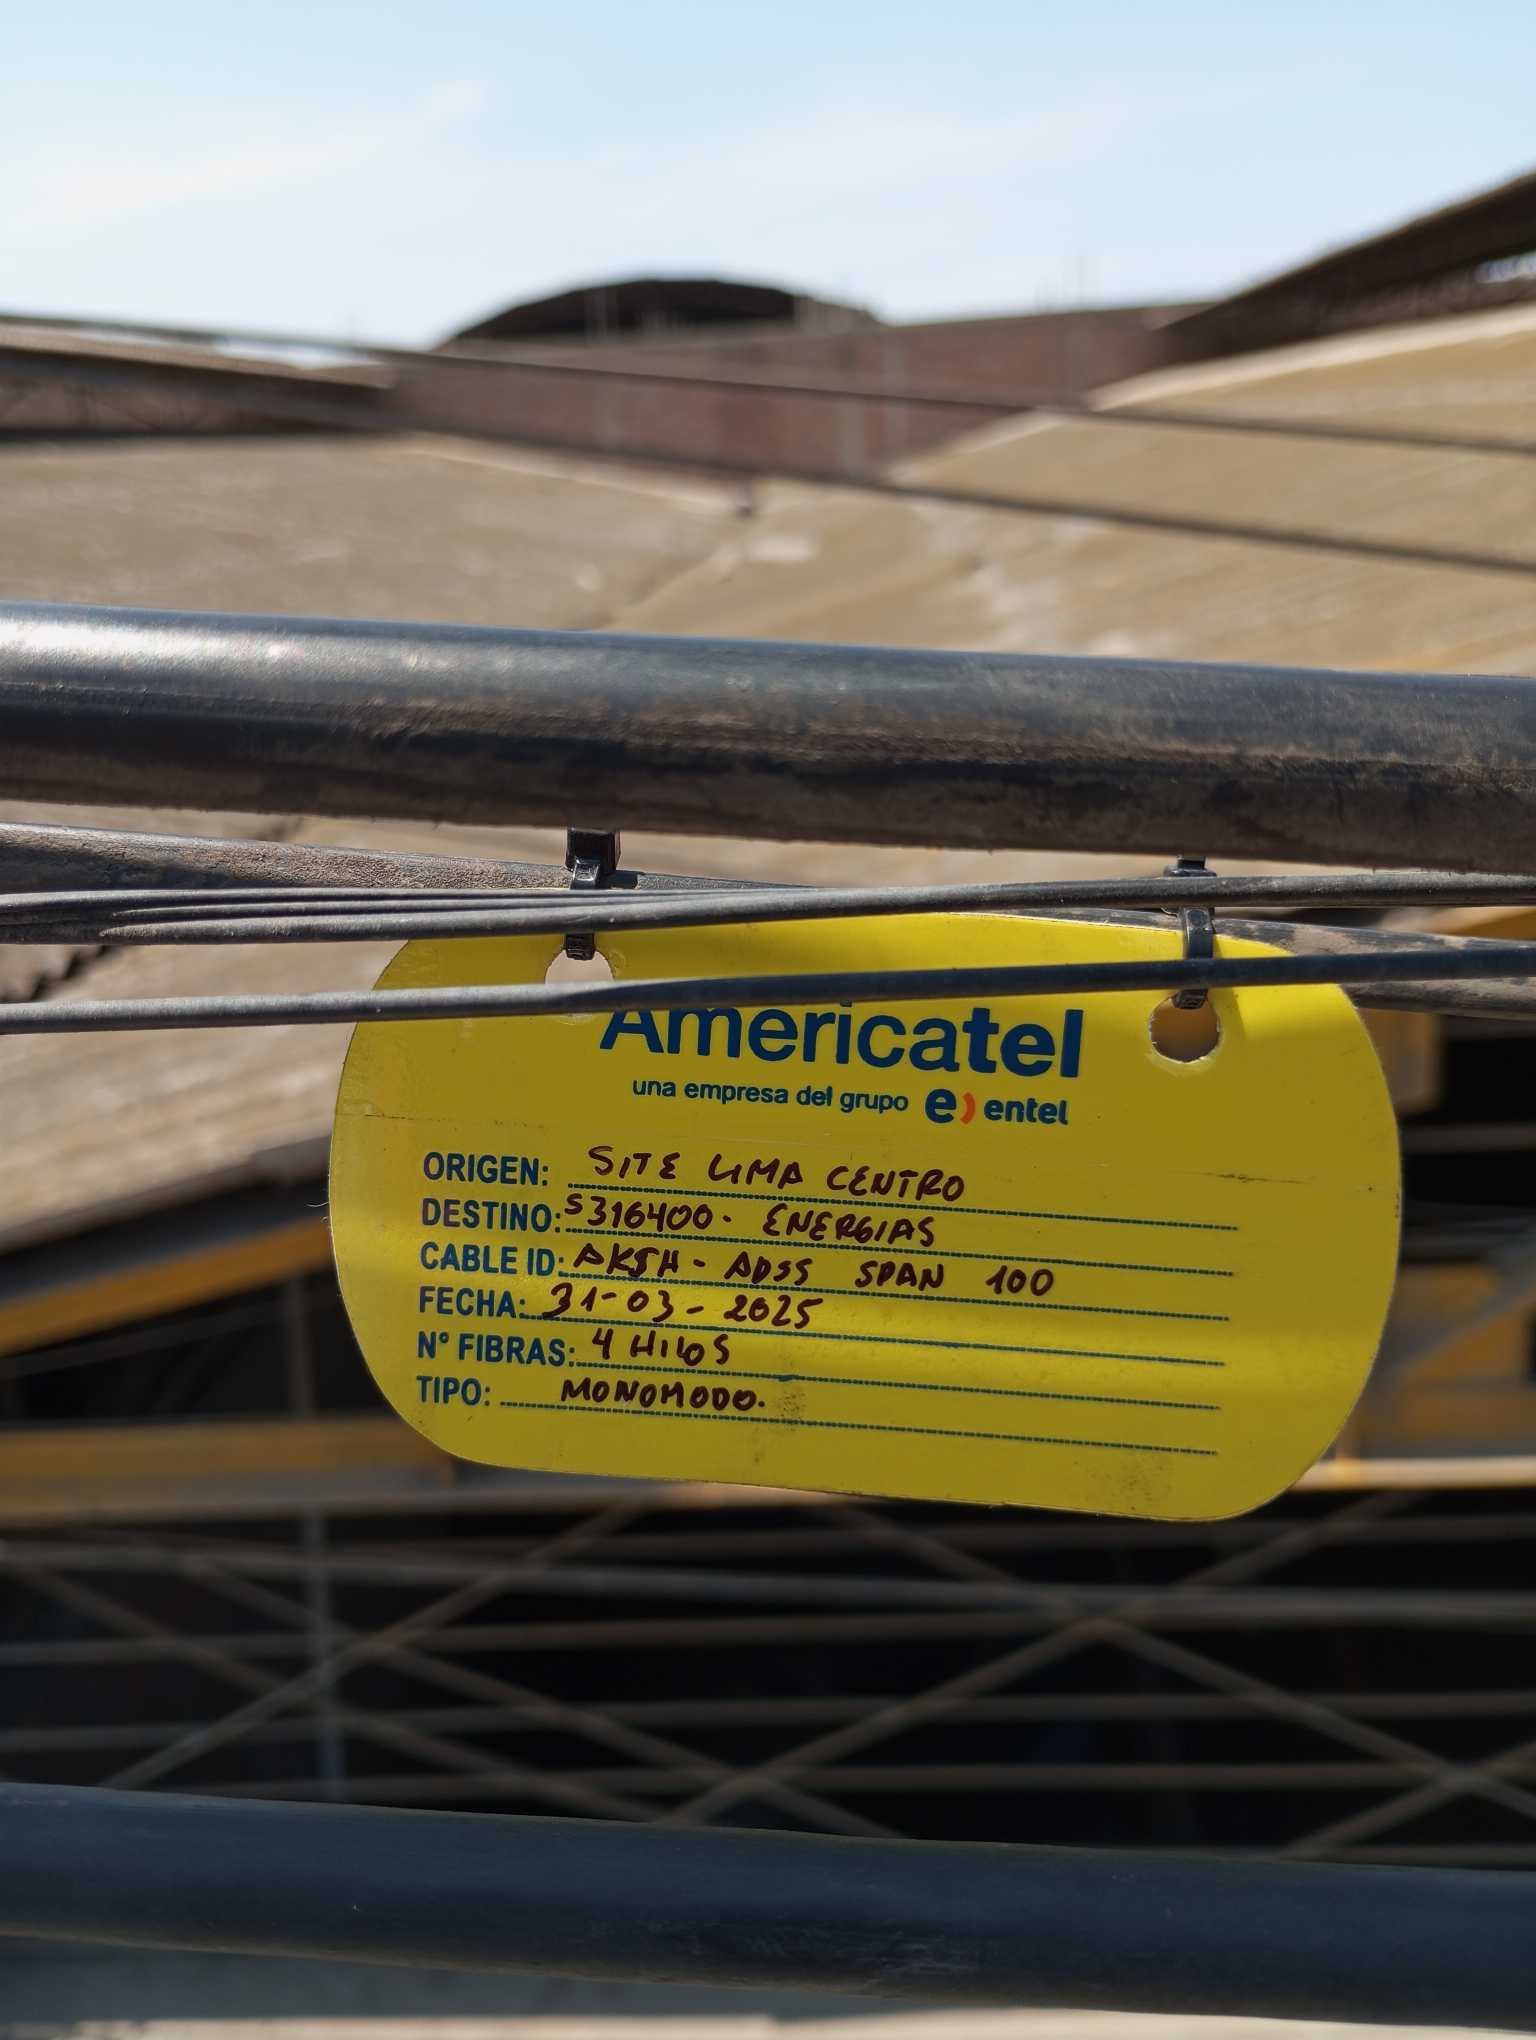 Americatel
una empresa del grupo e) entel
ORIGEN: SITE LIMA CENTRO
DESTINO: S316400. ENERGIAS
CABLE ID: AKSH - ADSS SPAN 100
FECHA: 31-03-2025
N° FIBRAS: 4 HILOS
TIPO: MONOMODO.